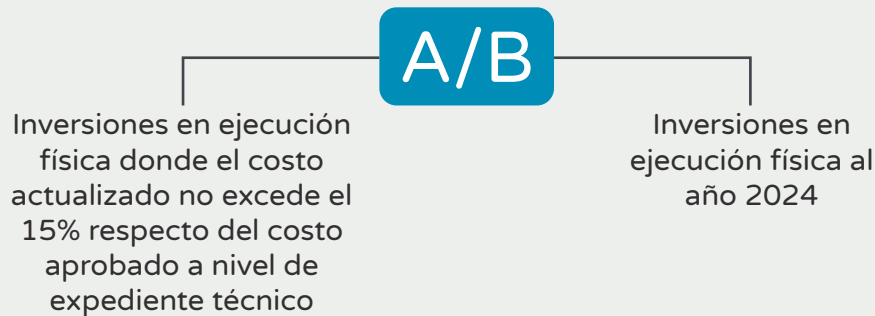 A/B
Inversiones en ejecución
física donde el costo
actualizado no excede el
15% respecto del costo
aprobado a nivel de
expediente técnico
Inversiones en
ejecución física al
año 2024